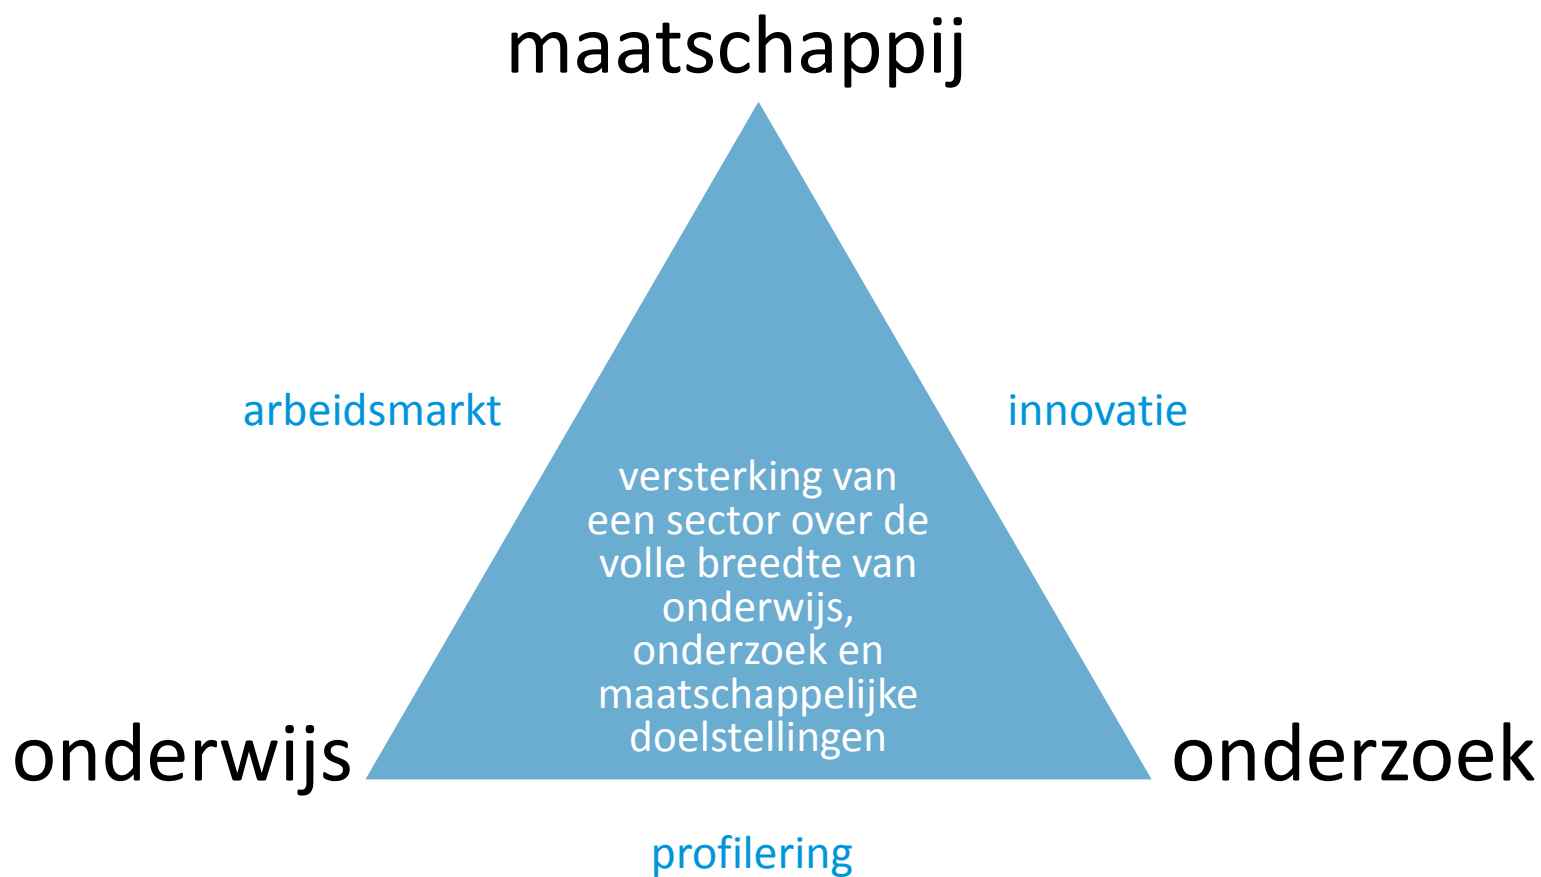 maatschappij
arbeidsmarkt
innovatie
versterking van
een sector over de
volle breedte van
onderwijs,
onderzoek en
maatschappelijke
doelstellingen
onderwijs
onderzoek
profilering